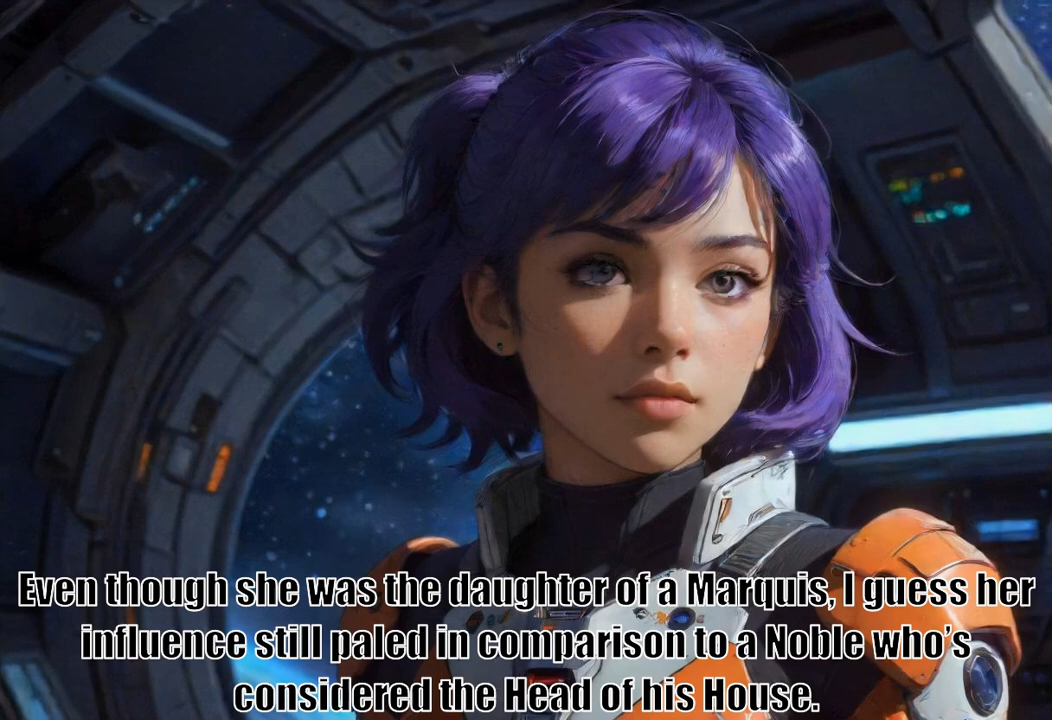 Even though she was the daughter of a Marquis, I guess her
influence still paled in comparison to a Noble who’s
considered the Head of his House.